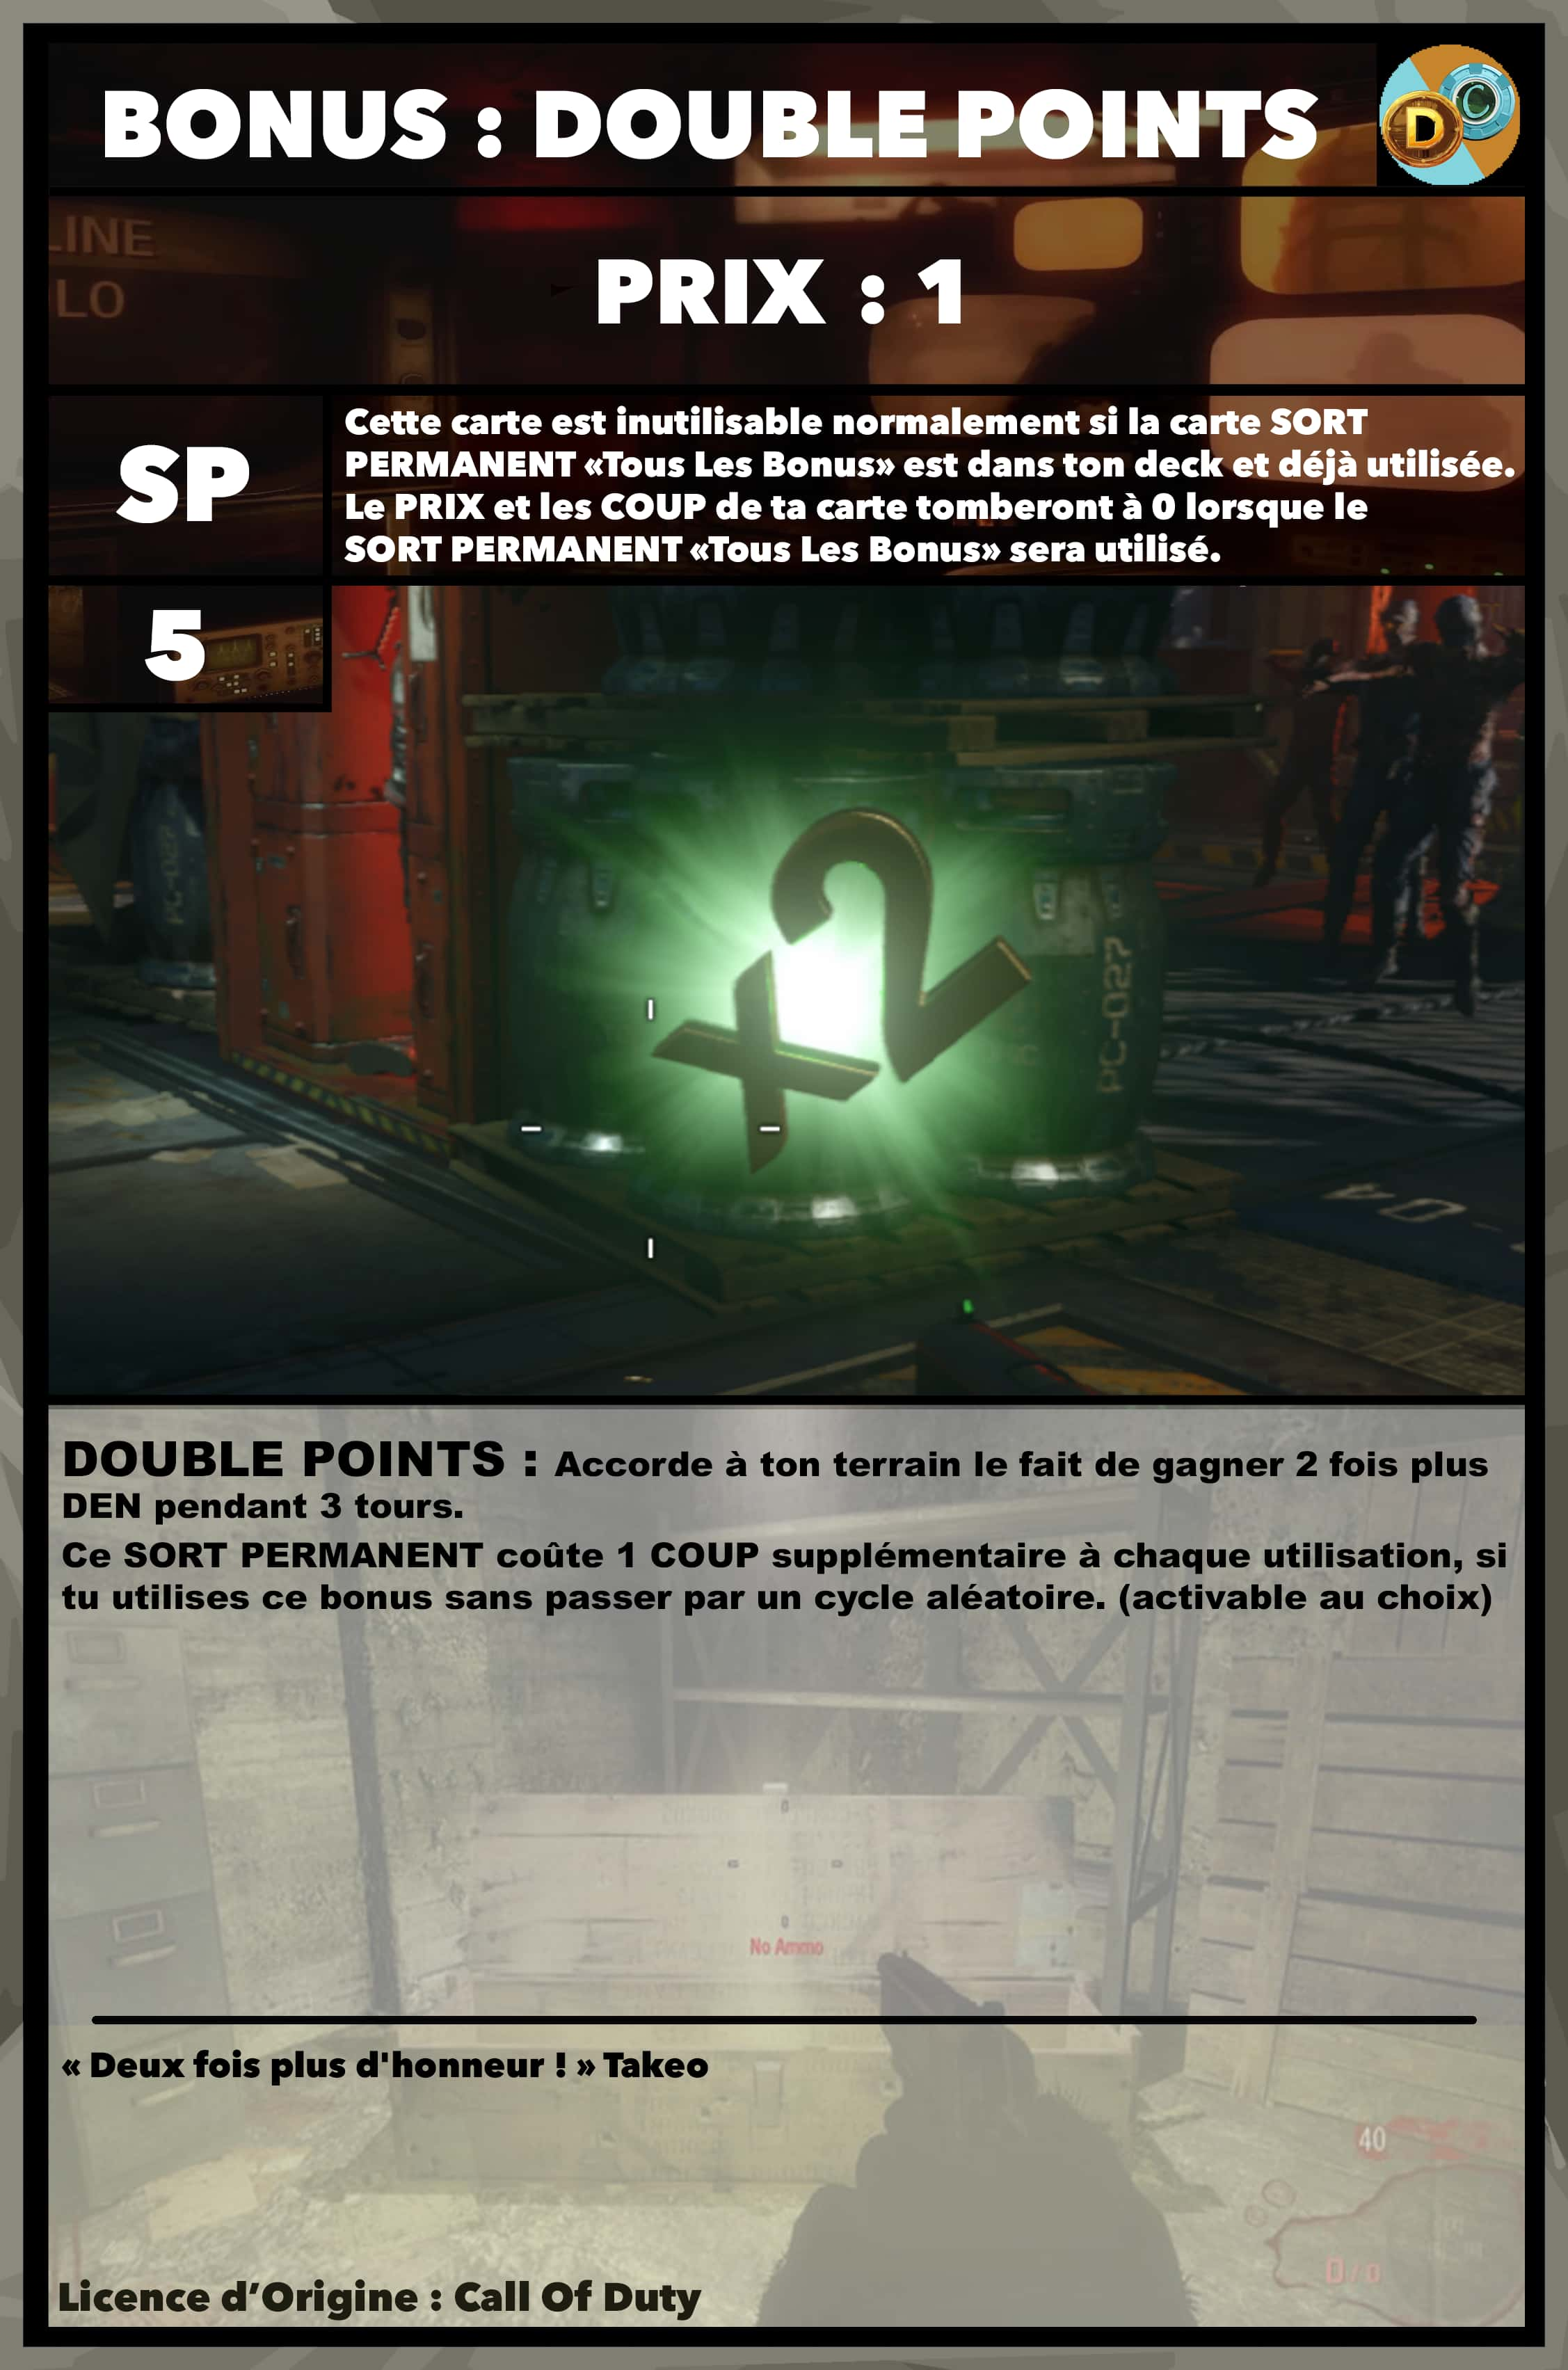 BONUS : DOUBLE POINTS
D
C
LINE
LO
PRIX : 1
SP
Cette carte est inutilisable normalement si la carte SORT
PERMANENT «Tous Les Bonus» est dans ton deck et déjà utilisée.
Le PRIX et les COUP de ta carte tomberont à 0 lorsque le
SORT PERMANENT «Tous Les Bonus» sera utilisé.
5
x2
PC-027
PC-027
DOUBLE POINTS : Accorde à ton terrain le fait de gagner 2 fois plus
DEN pendant 3 tours.
Ce SORT PERMANENT coûte 1 COUP supplémentaire à chaque utilisation, si
tu utilises ce bonus sans passer par un cycle aléatoire. (activable au choix)
No Ammo
« Deux fois plus d'honneur ! » Takeo
40
0/0
Licence d’Origine : Call Of Duty